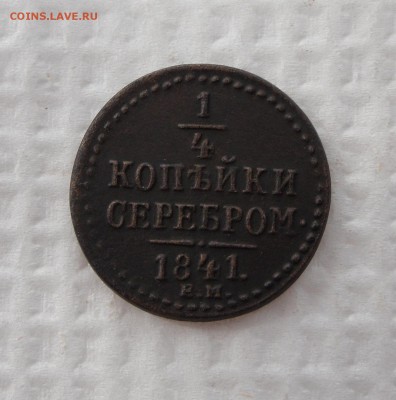 COINS.LAVE.RU
1
4
КОПѢЙКИ
СЕРЕБРОМ.
1841.
Е.М.